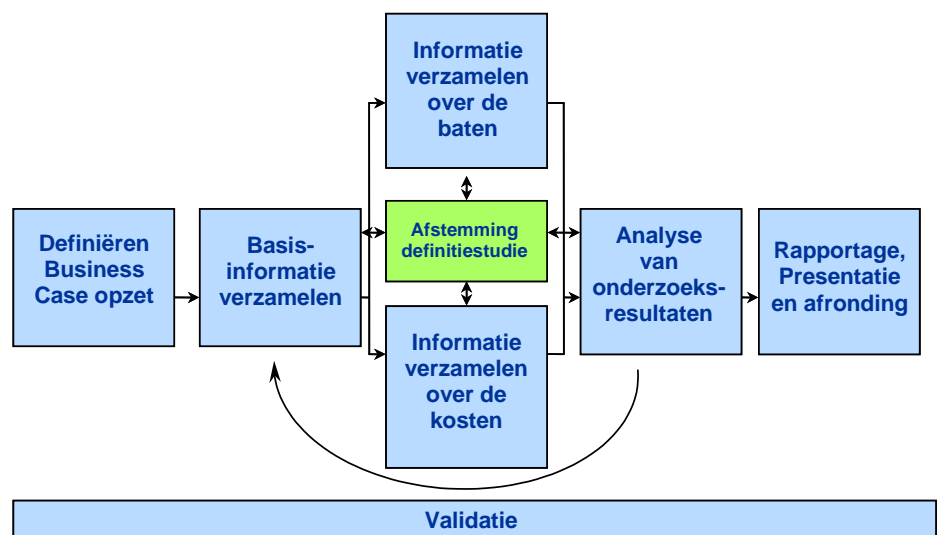 Definiëren
Business
Case opzet
Basis-
informatie
verzamelen
Informatie
verzamelen
over de
baten
Afstemming
definitiestudie
Informatie
verzamelen
over de
kosten
Analyse
van
onderzoeks-
resultaten
Rapportage,
Presentatie
en afronding
Validatie